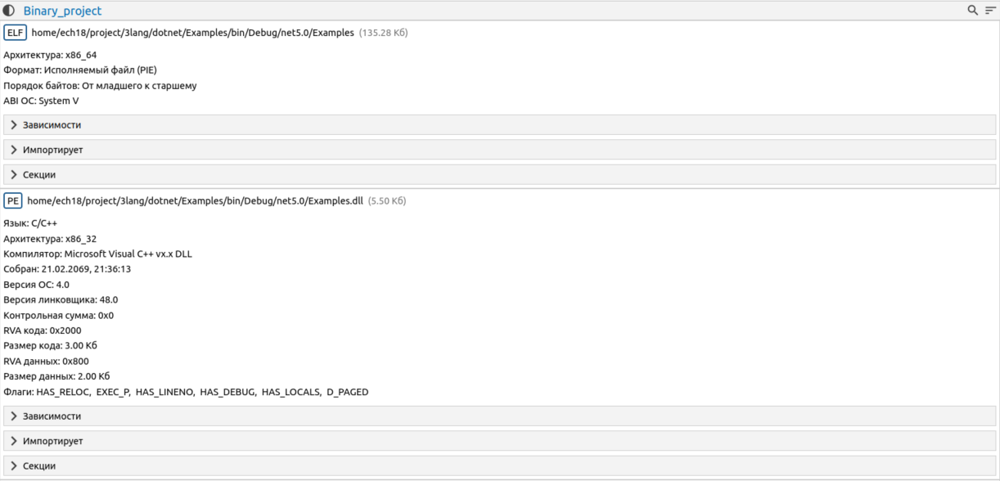 Binary_project
ELF home/ech18/project/3lang/dotnet/Examples/bin/Debug/net5.0/Examples (135.28 Кб)
Архитектура: x86_64
Формат: Исполняемый файл (PIE)
Порядок байтов: От младшего к старшему
ABI ОС: System V
Зависимости
Импортирует
Секции
PE home/ech18/project/3lang/dotnet/Examples/bin/Debug/net5.0/Examples.dll (5.50 Кб)
Язык: C/C++
Архитектура: x86_32
Компилятор: Microsoft Visual C++ vx.x DLL
Собран: 21.02.2069, 21:36:13
Версия ОС: 4.0
Версия линковщика: 48.0
Контрольная сумма: 0x0
RVA кода: 0x2000
Размер кода: 3.00 Кб
RVA данных: 0x800
Размер данных: 2.00 Кб
Флаги: HAS_RELOC, EXEC_P, HAS_LINENO, HAS_DEBUG, HAS_LOCALS, D_PAGED
Зависимости
Импортирует
Секции